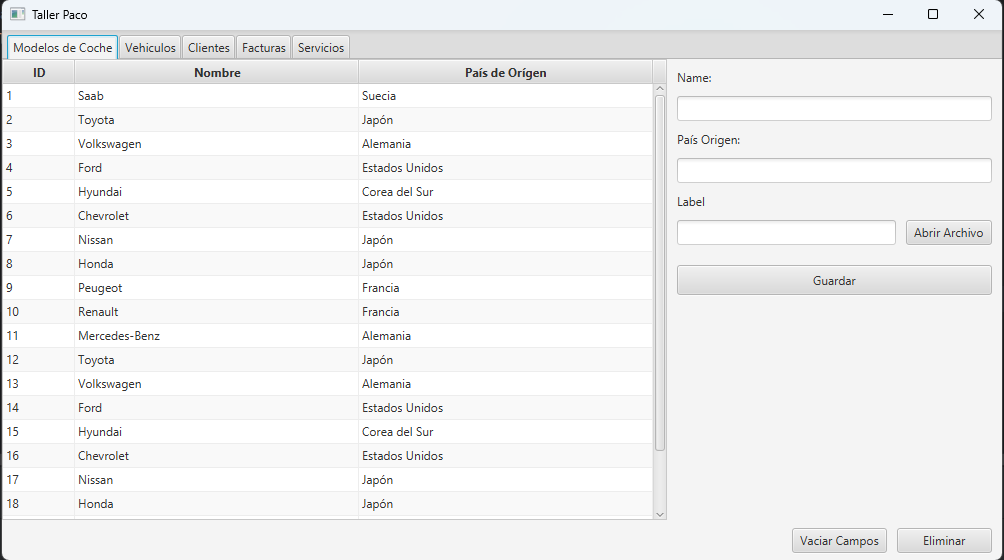 Taller Paco
Modelos de Coche Vehiculos Clientes Facturas Servicios
ID Nombre País de Orígen
1 Saab Suecia
2 Toyota Japón
3 Volkswagen Alemania
4 Ford Estados Unidos
5 Hyundai Corea del Sur
6 Chevrolet Estados Unidos
7 Nissan Japón
8 Honda Japón
9 Peugeot Francia
10 Renault Francia
11 Mercedes-Benz Alemania
12 Toyota Japón
13 Volkswagen Alemania
14 Ford Estados Unidos
15 Hyundai Corea del Sur
16 Chevrolet Estados Unidos
17 Nissan Japón
18 Honda Japón
Name:
País Origen:
Label
Abrir Archivo
Guardar
Vaciar Campos Eliminar